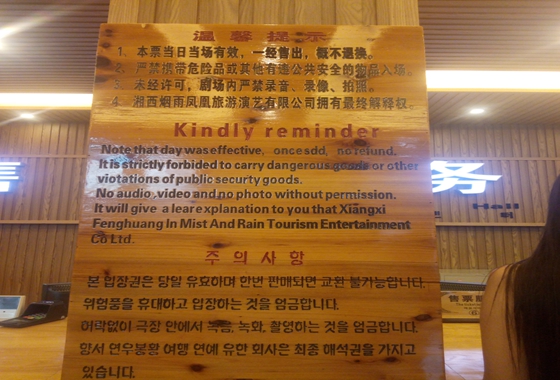 温馨提示
1. 本票当日当场有效，一经售出，概不退换。
2. 严禁携带危险品或其他有违公共安全的物品入场。
3. 未经许可，剧场内严禁录音、录像、拍照。
4. 湘西烟雨凤凰旅游演艺有限公司拥有最终解释权。
Kindly reminder
Note that day was effective, once sdd, no refund.
It is strictly forbided to carry dangerous goods or other
viotations of public securty goods.
No audio ,video and no photo without permission.
It will give a lear explanation to you that Xiangxi
Fenghuang In Mist And Rain Tourism Entertainment
Co Ltd.
주의사항
본 입장권은 당일 유효하며 한번 판매되면 교환 불가능합니다.
위험품을 휴대하고 입장하는 것을 엄금합니다.
허락없이 극장 안에서 녹음, 녹화, 촬영하는 것을 엄금합니다.
향서 연우봉황 여행 연예 유한 회사은 최종 해석권을 가지고
있습니다.
务
Hall